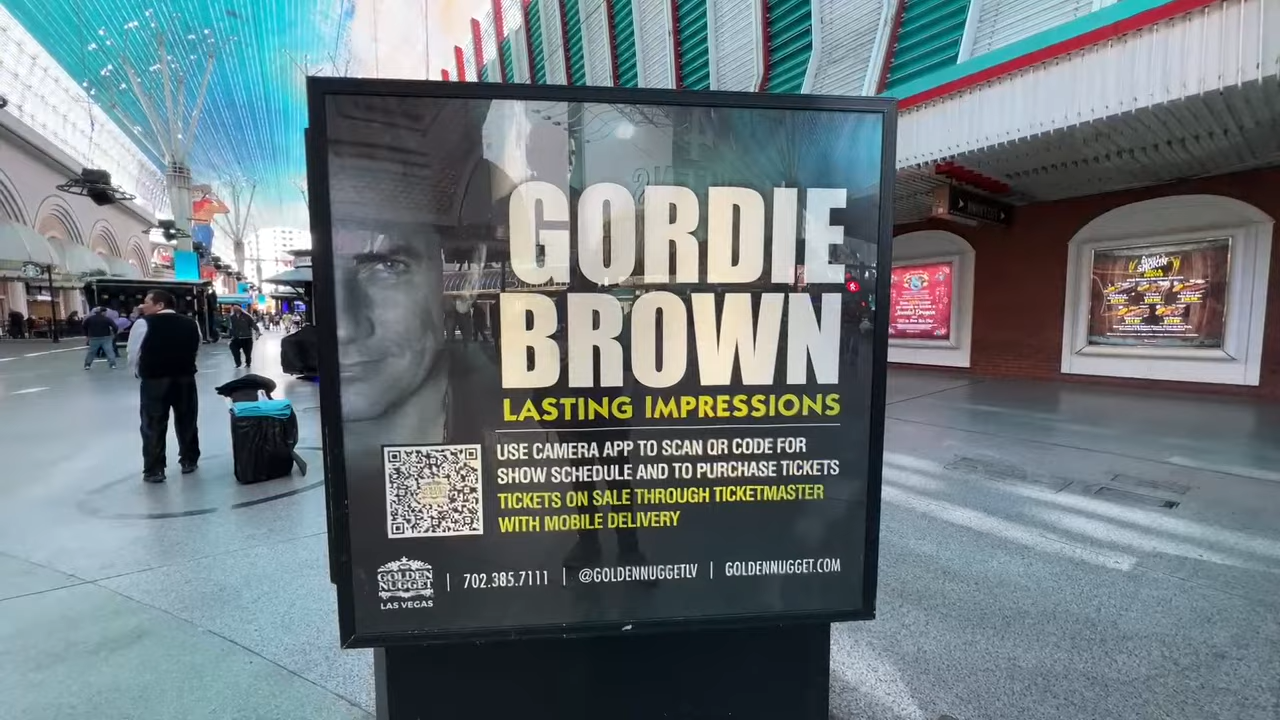 GORDIE
BROWN
LASTING IMPRESSIONS
USE CAMERA APP TO SCAN QR CODE FOR
SHOW SCHEDULE AND TO PURCHASE TICKETS
TICKETS ON SALE THROUGH TICKETMASTER
WITH MOBILE DELIVERY
GOLDEN
NUGGET
LAS VEGAS
| 702.385.7111 | @GOLDENNUGGETLV | GOLDENNUGGET.COM